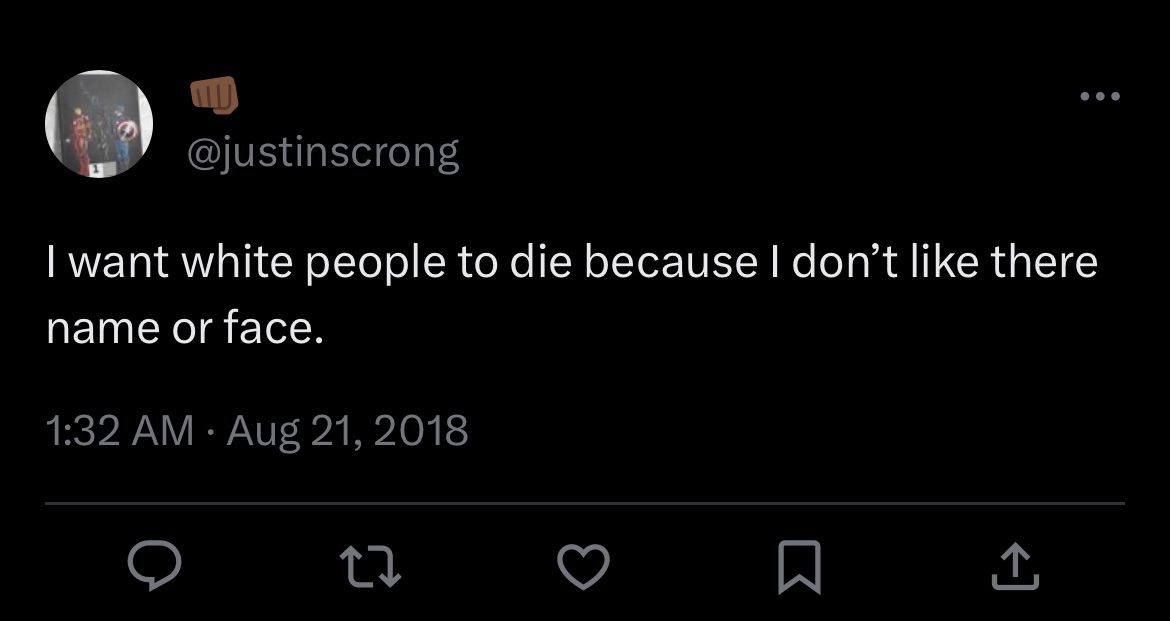 👊🏾
@justinscrong
I want white people to die because I don’t like there
name or face.
1:32 AM · Aug 21, 2018